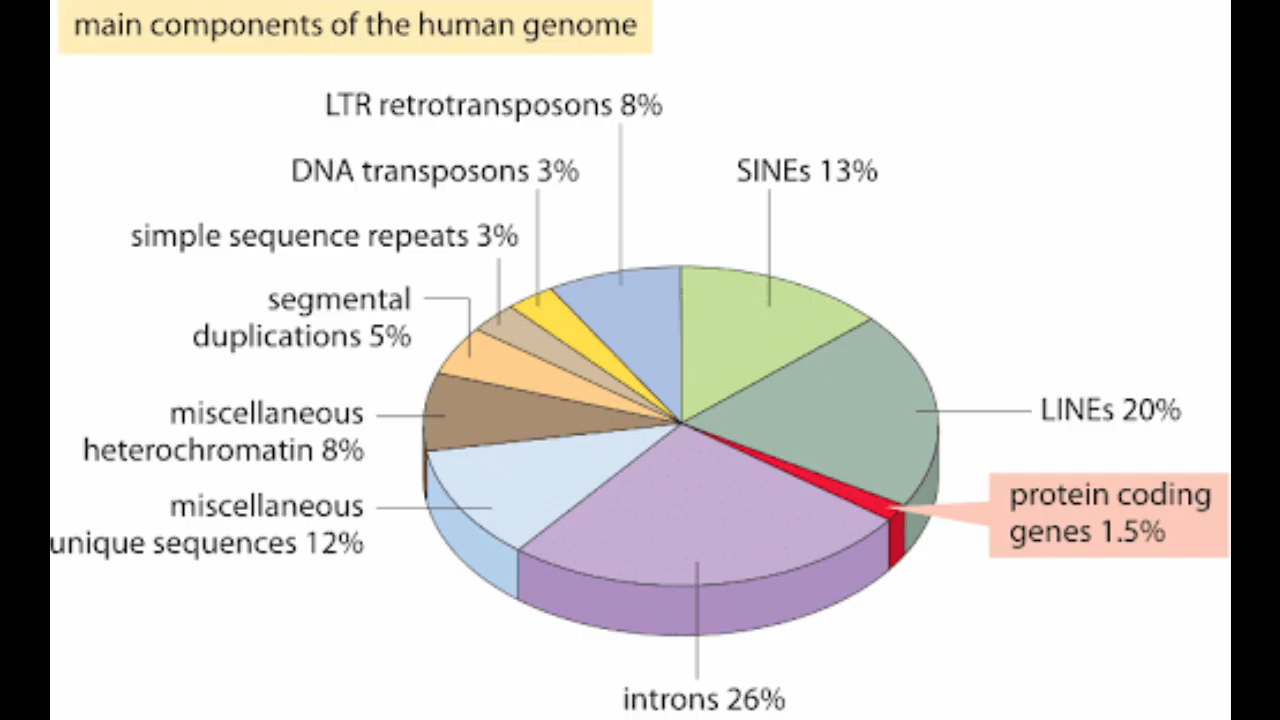 main components of the human genome
LTR retrotransposons 8%
DNA transposons 3%
SINEs 13%
simple sequence repeats 3%
segmental
duplications 5%
miscellaneous
heterochromatin 8%
LINEs 20%
protein coding
genes 1.5%
miscellaneous
unique sequences 12%
introns 26%